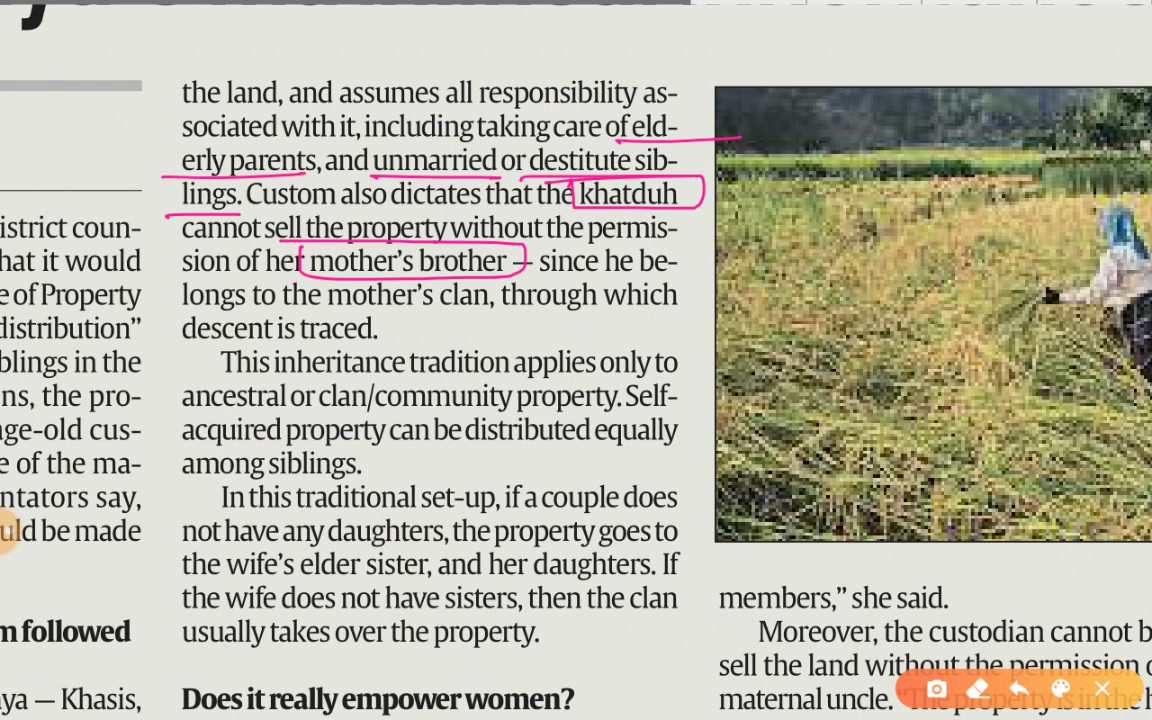 istrict coun-
hat it would
e of Property
distribution"
blings in the
ns, the pro-
age-old cus-
e of the ma-
ntators say,
uld be made
m followed
ya — Khasis,
the land, and assumes all responsibility as-
sociated with it, including taking care of eld-
erly parents, and unmarried or destitute sib-
lings. Custom also dictates that the khatduh
cannot sell the property without the permis-
sion of her mother's brother — since he be-
longs to the mother's clan, through which
descent is traced.
This inheritance tradition applies only to
ancestral or clan/community property. Self-
acquired property can be distributed equally
among siblings.
In this traditional set-up, if a couple does
not have any daughters, the property goes to
the wife's elder sister, and her daughters. If
the wife does not have sisters, then the clan
usually takes over the property.
Does it really empower women?
members," she said.
Moreover, the custodian cannot b
sell the land without the permission
maternal uncle. "The property is in the h